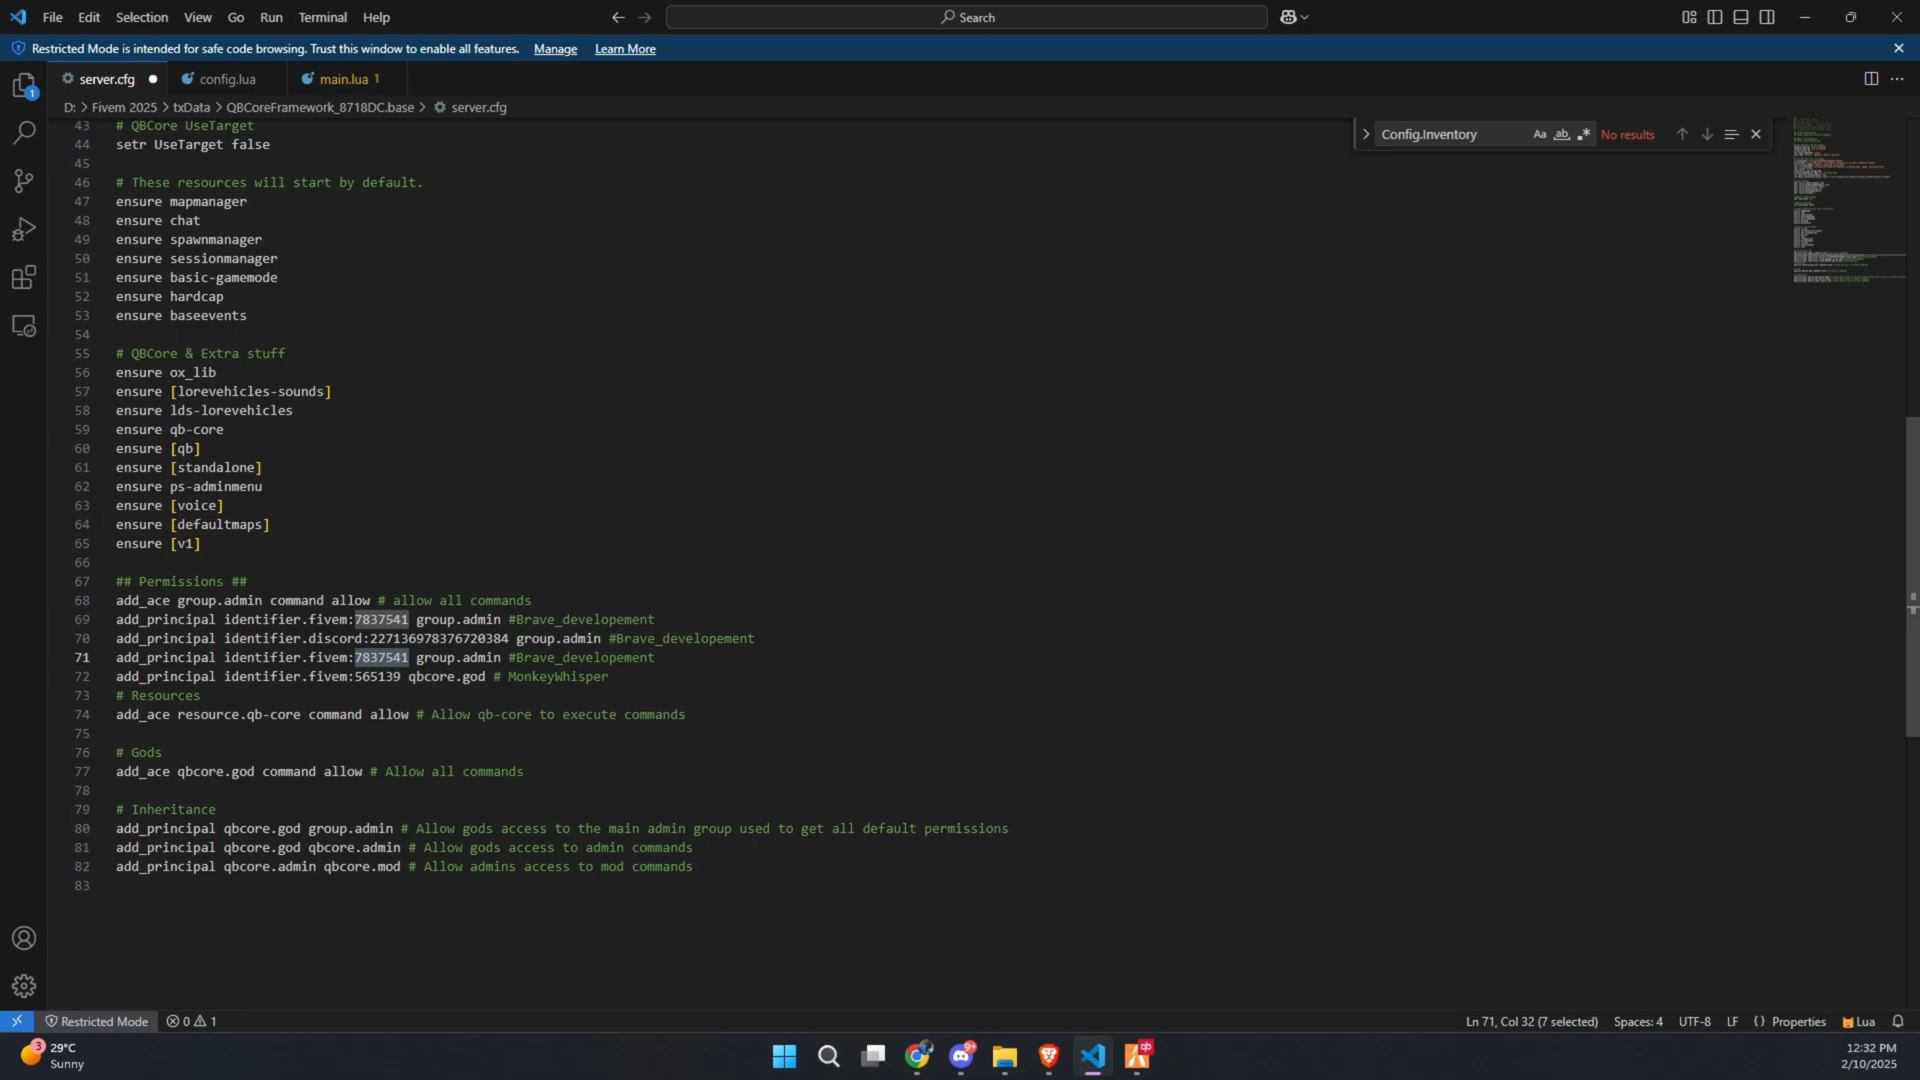 File Edit Selection View Go Run Terminal Help
Search
Restricted Mode is intended for safe code browsing. Trust this window to enable all features. Manage Learn More
server.cfg config.lua main.lua 1
D: > Fivem 2025 > txData > QBCoreFramework_8718DC.base > server.cfg
Config.Inventory Aa ab No results
43 # QBCore UseTarget
44 setr UseTarget false
45
46 # These resources will start by default.
47 ensure mapmanager
48 ensure chat
49 ensure spawnmanager
50 ensure sessionmanager
51 ensure basic-gamemode
52 ensure hardcap
53 ensure baseevents
54
55 # QBCore & Extra stuff
56 ensure ox_lib
57 ensure [lorevehicles-sounds]
58 ensure lds-lorevehicles
59 ensure qb-core
60 ensure [qb]
61 ensure [standalone]
62 ensure ps-adminmenu
63 ensure [voice]
64 ensure [defaultmaps]
65 ensure [v1]
66
67 ## Permissions ##
68 add_ace group.admin command allow # allow all commands
69 add_principal identifier.fivem:7837541 group.admin #Brave_developement
70 add_principal identifier.discord:227136978376720384 group.admin #Brave_developement
71 add_principal identifier.fivem:7837541 group.admin #Brave_developement
72 add_principal identifier.fivem:565139 qbcore.god # MonkeyWhisper
73 # Resources
74 add_ace resource.qb-core command allow # Allow qb-core to execute commands
75
76 # Gods
77 add_ace qbcore.god command allow # Allow all commands
78
79 # Inheritance
80 add_principal qbcore.god group.admin # Allow gods access to the main admin group used to get all default permissions
81 add_principal qbcore.god qbcore.admin # Allow gods access to admin commands
82 add_principal qbcore.admin qbcore.mod # Allow admins access to mod commands
83
1
Restricted Mode 0 1 Ln 71, Col 32 (7 selected) Spaces: 4 UTF-8 LF {} Properties Lua
3 29°C
Sunny
9+
12:32 PM
2/10/2025